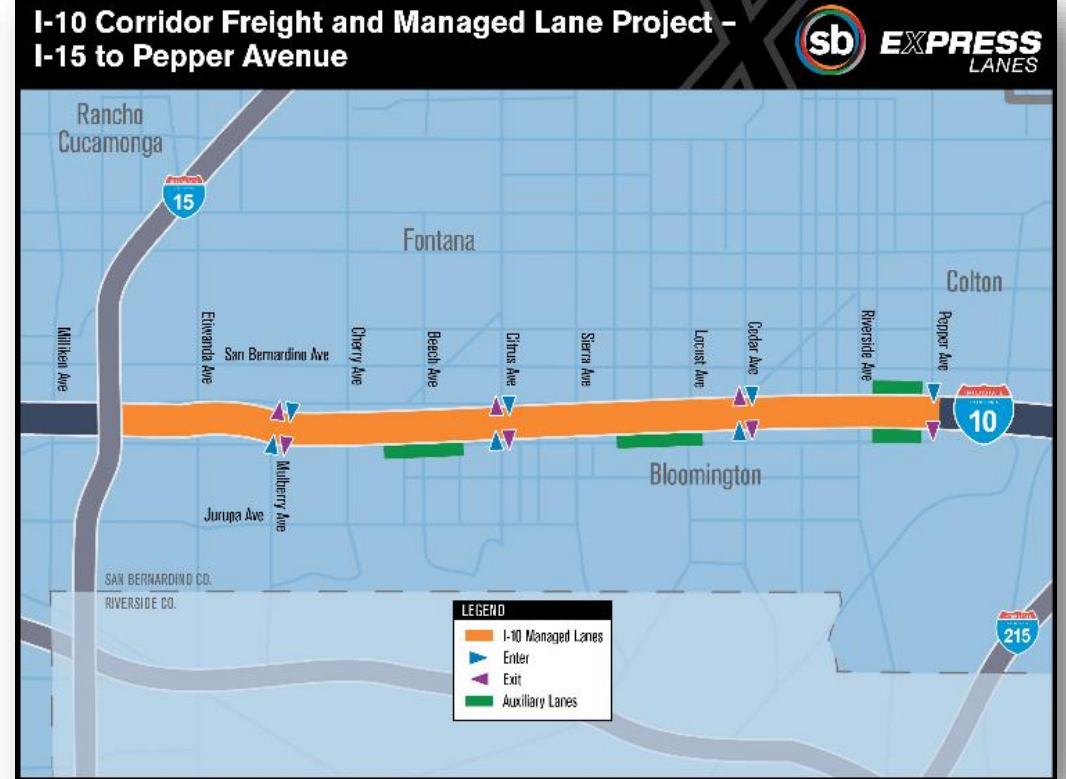 I-10 Corridor Freight and Managed Lane Project –
I-15 to Pepper Avenue
sb EXPRESS
LANES
Rancho
Cucamonga
15
Fontana
Colton
Milliken Ave
Etiwanda Ave
San Bernardino Ave
Cherry Ave
Beech Ave
Citrus Ave
Sierra Ave
Locust Ave
Cedar Ave
Riverside Ave
Pepper Ave
10
Mulberry Ave
Jurupa Ave
Bloomington
SAN BERNARDINO CO.
RIVERSIDE CO.
215
LEGEND
I-10 Managed Lanes
Enter
Exit
Auxiliary Lanes